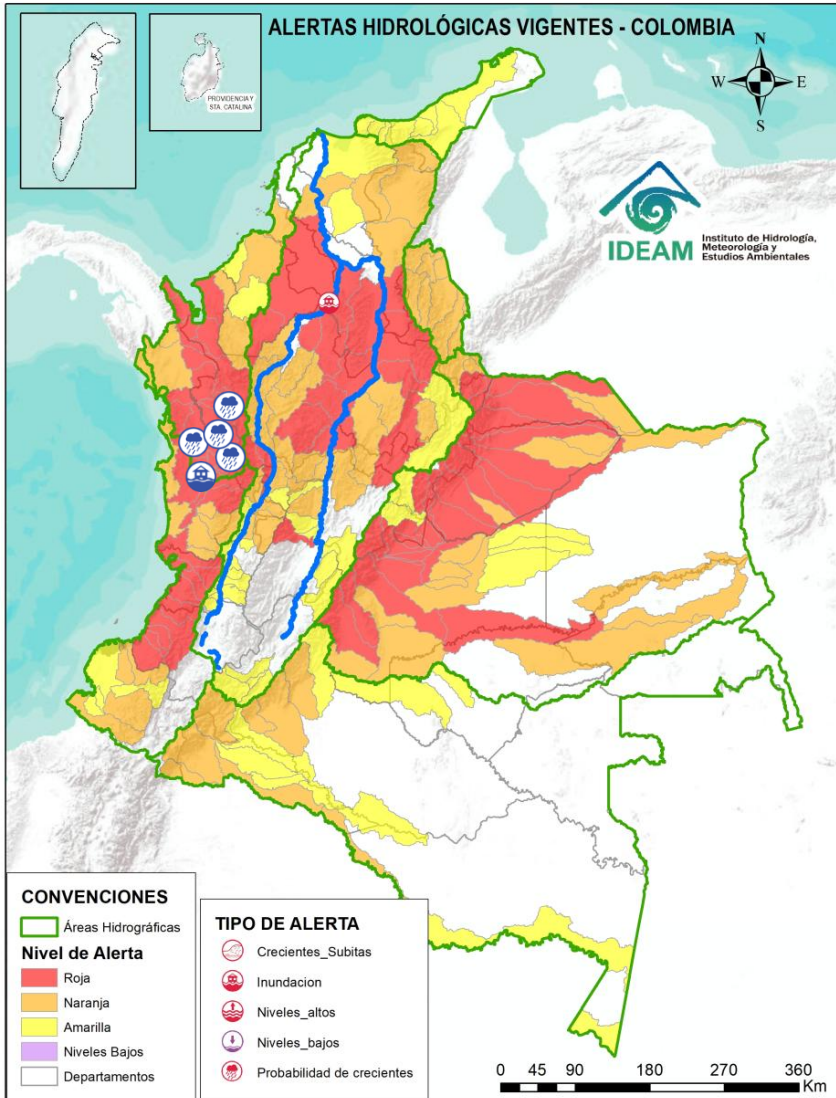 ALERTAS HIDROLÓGICAS VIGENTES - COLOMBIA
PROVIDENCIA Y
STA. CATALINA
N
W
E
S
IDEAM
Instituto de Hidrología,
Meteorología y
Estudios Ambientales
CONVENCIONES
Áreas Hidrográficas
Nivel de Alerta
Roja
Naranja
Amarilla
Niveles Bajos
Departamentos
TIPO DE ALERTA
Crecientes_Subitas
Inundacion
Niveles_altos
Niveles_bajos
Probabilidad de crecientes
0 45 90 180 270 360
Km